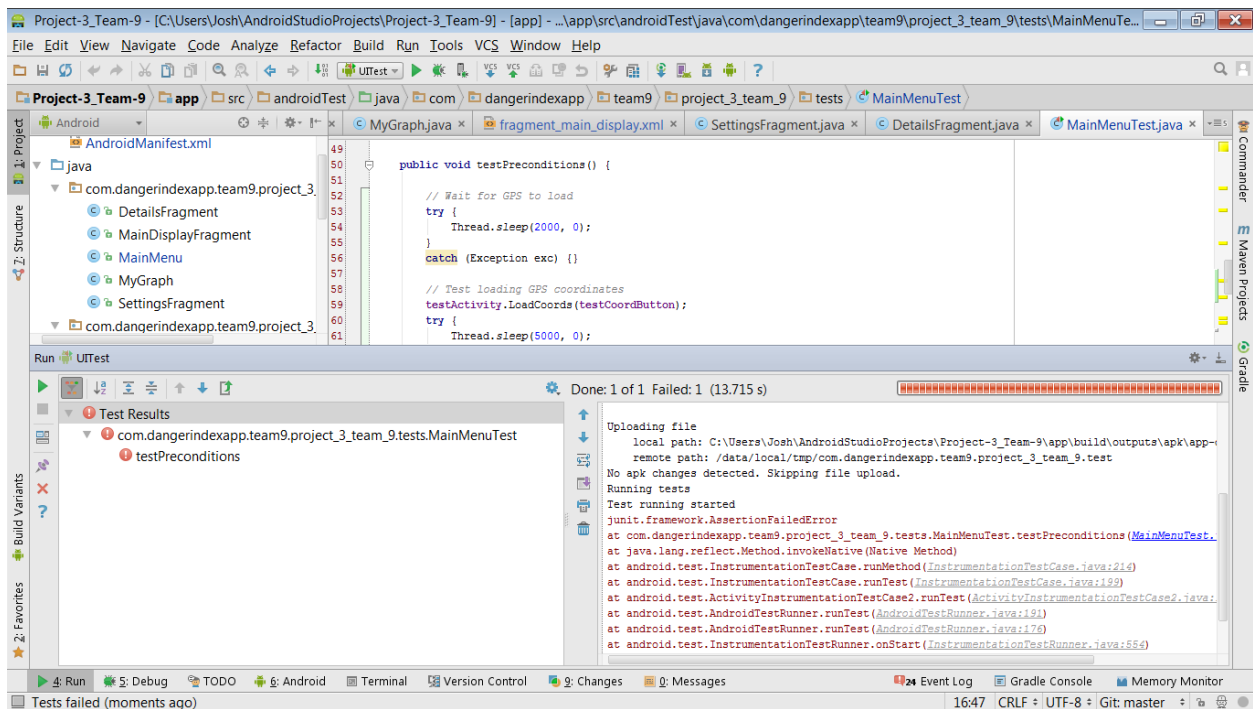 Project-3_Team-9 - [C:\Users\Josh\AndroidStudioProjects\Project-3_Team-9] - [app] - ...\app\src\androidTest\java\com\dangerindexapp\team9\project_3_team_9\tests\MainMenuTe...
File Edit View Navigate Code Analyze Refactor Build Run Tools VCS Window Help
UITest
Project-3_Team-9 app src androidTest java com dangerindexapp team9 project_3_team_9 tests MainMenuTest
1: Project
7: Structure
Build Variants
2: Favorites
Android
MyGraph.java
fragment_main_display.xml
SettingsFragment.java
DetailsFragment.java
MainMenuTest.java
AndroidManifest.xml
java
com.dangerindexapp.team9.project_3_
DetailsFragment
MainDisplayFragment
MainMenu
MyGraph
SettingsFragment
com.dangerindexapp.team9.project_3_
49
50 public void testPreconditions() {
51
52 // Wait for GPS to load
53 try {
54 Thread.sleep(2000, 0);
55 }
56 catch (Exception exc) {}
57
58 // Test loading GPS coordinates
59 testActivity.LoadCoords(testCoordButton);
60 try {
61 Thread.sleep(5000, 0);
Commander
Maven Projects
Gradle
Run UITest
Done: 1 of 1 Failed: 1 (13.715 s)
Test Results
com.dangerindexapp.team9.project_3_team_9.tests.MainMenuTest
testPreconditions
Uploading file
local path: C:\Users\Josh\AndroidStudioProjects\Project-3_Team-9\app\build\outputs\apk\app-
remote path: /data/local/tmp/com.dangerindexapp.team9.project_3_team_9.test
No apk changes detected. Skipping file upload.
Running tests
Test running started
junit.framework.AssertionFailedError
at com.dangerindexapp.team9.project_3_team_9.tests.MainMenuTest.testPreconditions(MainMenuTest.
at java.lang.reflect.Method.invokeNative(Native Method)
at android.test.InstrumentationTestCase.runMethod(InstrumentationTestCase.java:214)
at android.test.InstrumentationTestCase.runTest(InstrumentationTestCase.java:199)
at android.test.ActivityInstrumentationTestCase2.runTest(ActivityInstrumentationTestCase2.java:
at android.test.AndroidTestRunner.runTest(AndroidTestRunner.java:191)
at android.test.AndroidTestRunner.runTest(AndroidTestRunner.java:176)
at android.test.InstrumentationTestRunner.onStart(InstrumentationTestRunner.java:554)
4: Run 5: Debug TODO 6: Android Terminal Version Control 9: Changes 0: Messages 24 Event Log Gradle Console Memory Monitor
Tests failed (moments ago) 16:47 CRLF UTF-8 Git: master